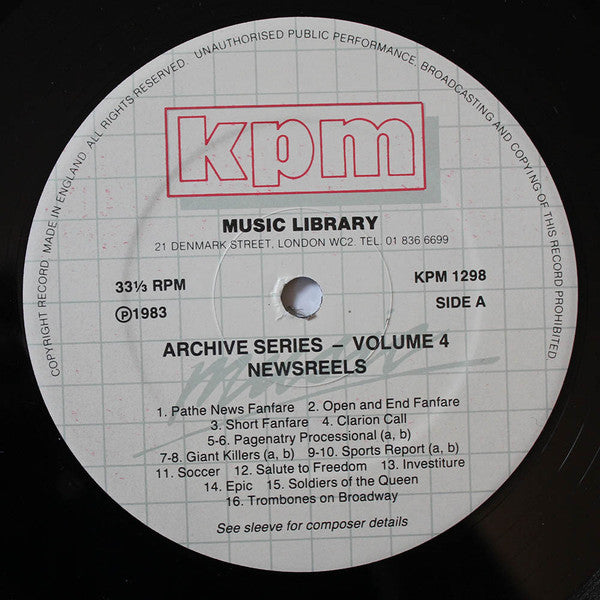 COPYRIGHT RECORD MADE IN ENGLAND. ALL RIGHTS RESERVED. UNAUTHORISED PUBLIC PERFORMANCE, BROADCASTING AND COPYING OF THIS RECORD PROHIBITED.
kpm
MUSIC LIBRARY
21 DENMARK STREET, LONDON WC2. TEL. 01 836 6699
33⅓ RPM
KPM 1298
Ⓟ1983
SIDE A
ARCHIVE SERIES – VOLUME 4
NEWSREELS
music
1. Pathe News Fanfare 2. Open and End Fanfare
3. Short Fanfare 4. Clarion Call
5-6. Pagenatry Processional (a, b)
7-8. Giant Killers (a, b) 9-10. Sports Report (a, b)
11. Soccer 12. Salute to Freedom 13. Investiture
14. Epic 15. Soldiers of the Queen
16. Trombones on Broadway
See sleeve for composer details